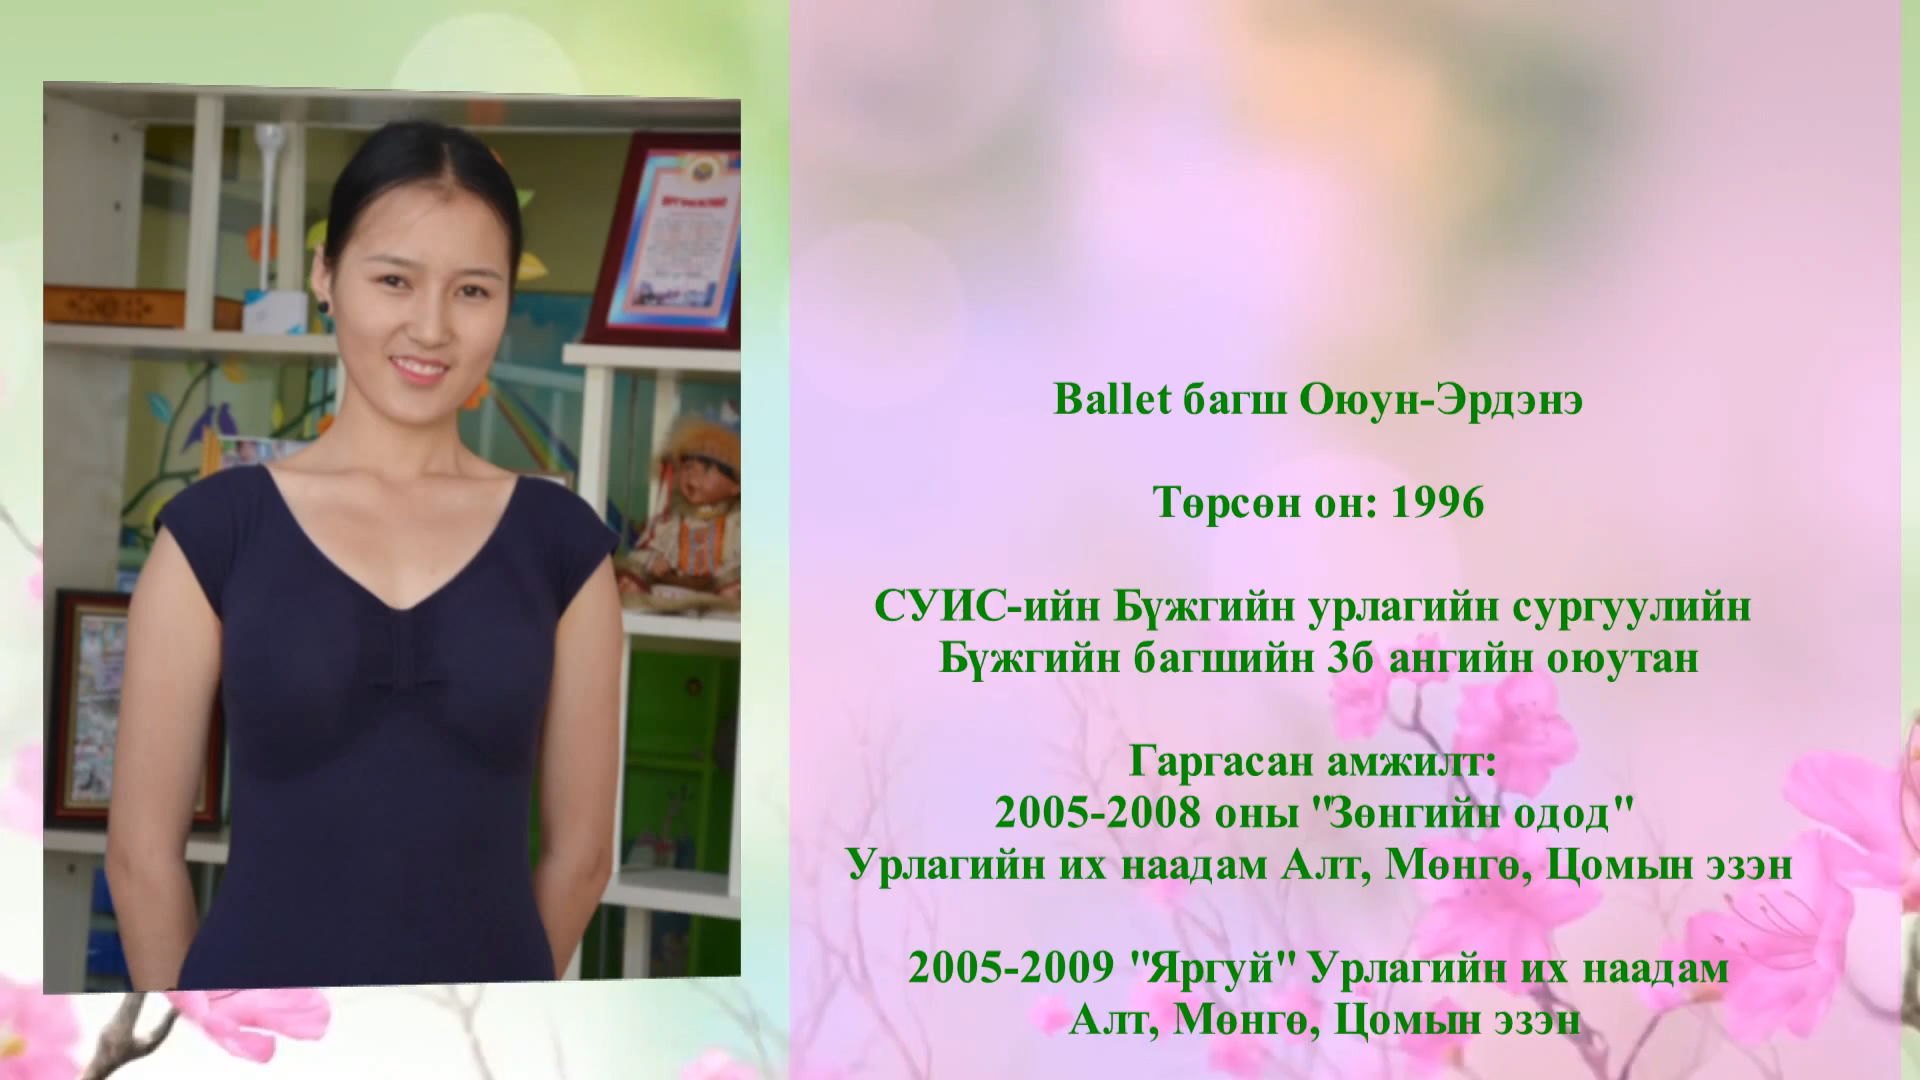 Ballet багш Оюун-Эрдэнэ
Төрсөн он: 1996
СУИС-ийн Бүжгийн урлагийн сургуулийн
Бүжгийн багшийн 3б ангийн оюутан
Гаргасан амжилт:
2005-2008 оны "Зөнгийн одод"
Урлагийн их наадам Алт, Мөнгө, Цомын эзэн
2005-2009 "Яргуй" Урлагийн их наадам
Алт, Мөнгө, Цомын эзэн